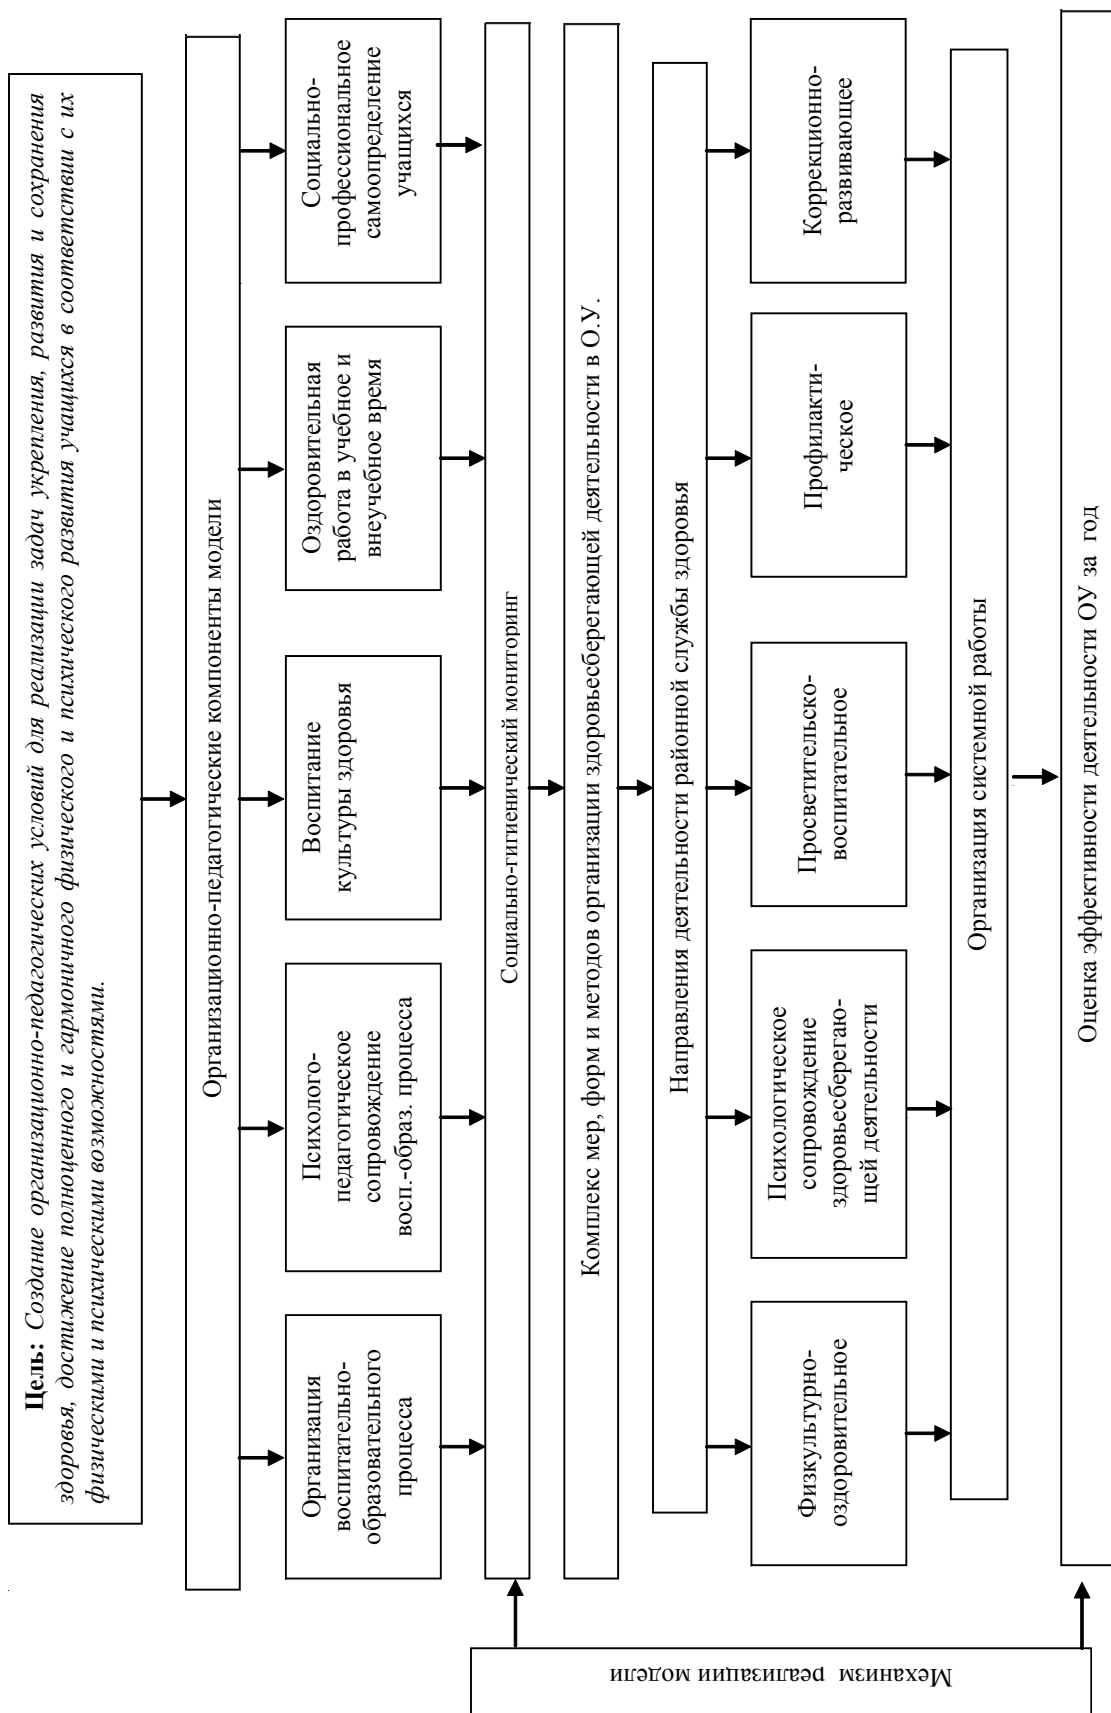 Цель: Создание организационно-педагогических условий для реализации задач укрепления, развития и сохранения
здоровья, достижение полноценного и гармоничного физического и психического развития учащихся в соответствии с их
физическими и психическими возможностями.
Организационно-педагогические компоненты модели
Организация
воспитательно-
образовательного
процесса
Психолого-
педагогическое
сопровождение
восп.-образ. процесса
Воспитание
культуры здоровья
Оздоровительная
работа в учебное и
внеучебное время
Социально-
профессиональное
самоопределение
учащихся
Социально-гигиенический мониторинг
Комплекс мер, форм и методов организации здоровьесберегающей деятельности в О.У.
Направления деятельности районной службы здоровья
Физкультурно-
оздоровительное
Психологическое
сопровождение
здоровьесберегаю-
щей деятельности
Просветительско-
воспитательное
Профилакти-
ческое
Коррекционно-
развивающее
Организация системной работы
Оценка эффективности деятельности ОУ за год
Механизм реализации модели